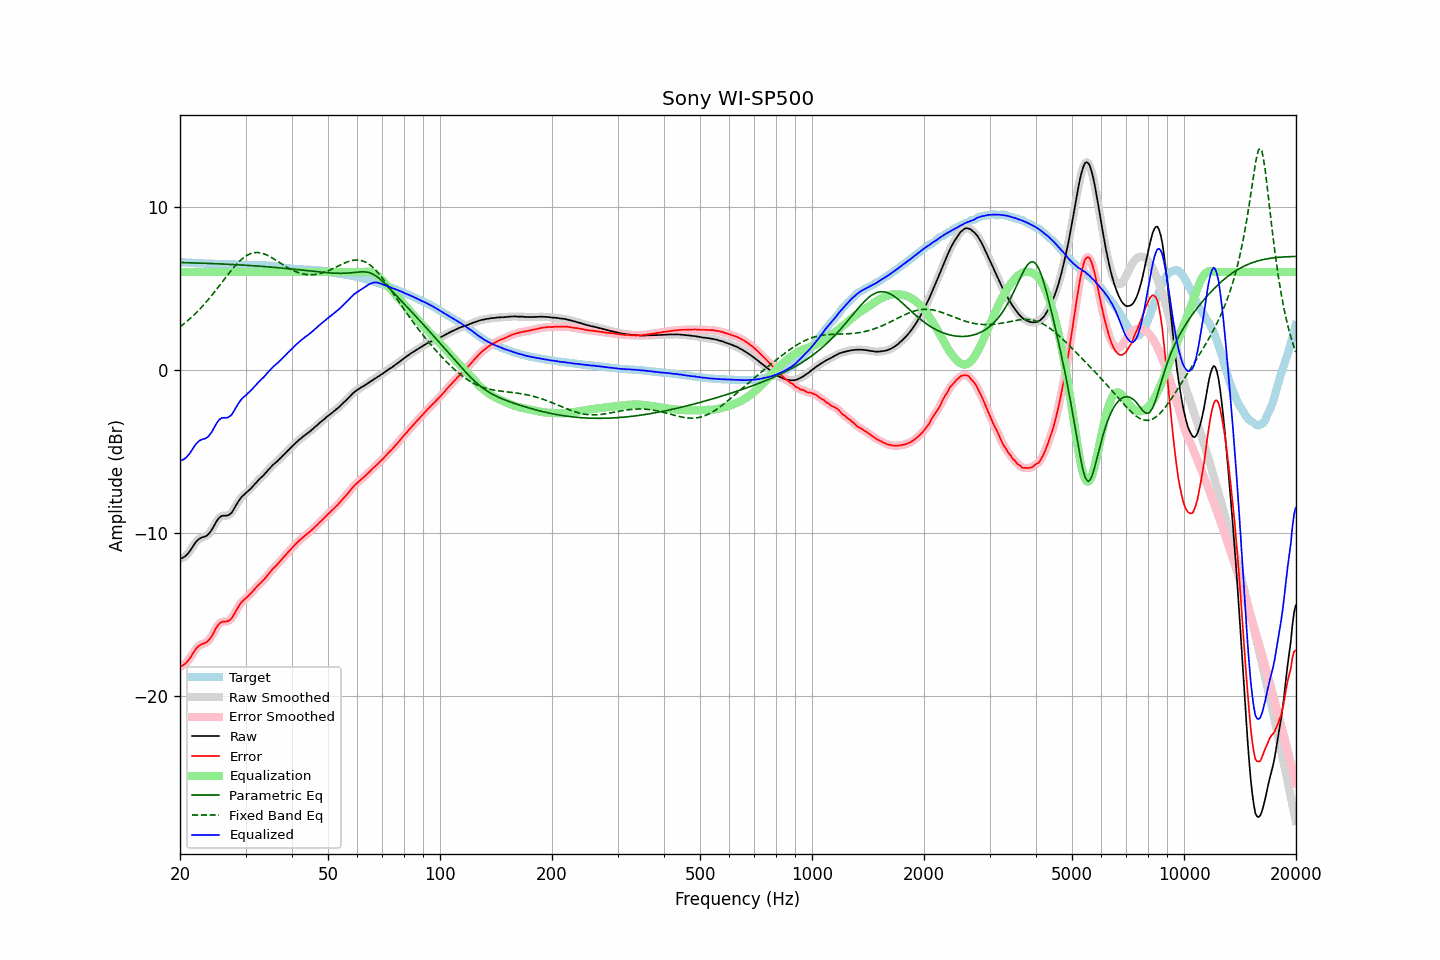 Sony WI-SP500
10
0
−10
−20
Amplitude (dBr)
Target
Raw Smoothed
Error Smoothed
Raw
Error
Equalization
Parametric Eq
Fixed Band Eq
Equalized
20 50 100 200 500 1000 2000 5000 10000 20000
Frequency (Hz)